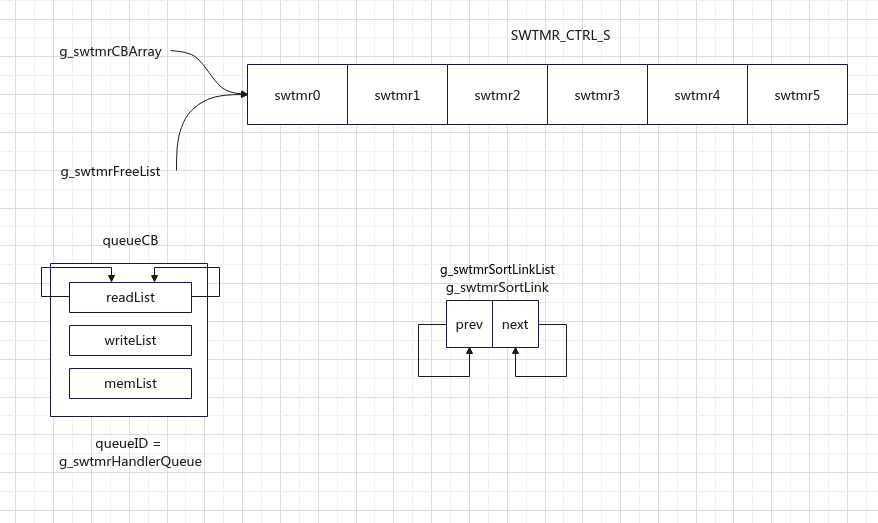 SWTMR_CTRL_S
g_swtmrCBArray
swtmr0 swtmr1 swtmr2 swtmr3 swtmr4 swtmr5
g_swtmrFreeList
queueCB
readList
writeList
memList
queueID =
g_swtmrHandlerQueue
g_swtmrSortLinkList
g_swtmrSortLink
prev next